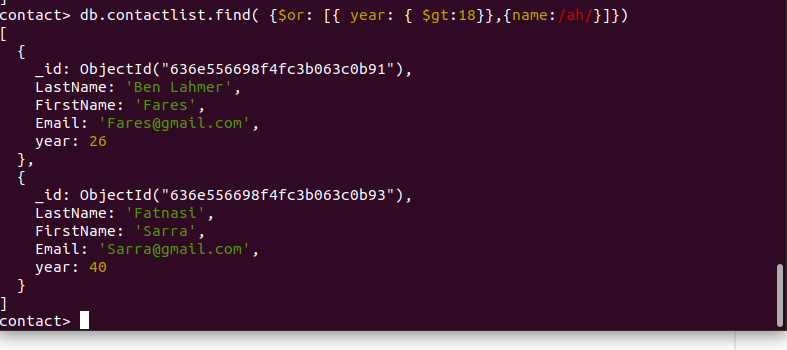 contact> db.contactlist.find( {$or: [{ year: { $gt:18}},{name:/ah/}]})
[
  {
    _id: ObjectId("636e556698f4fc3b063c0b91"),
    LastName: 'Ben Lahmer',
    FirstName: 'Fares',
    Email: 'Fares@gmail.com',
    year: 26
  },
  {
    _id: ObjectId("636e556698f4fc3b063c0b93"),
    LastName: 'Fatnasi',
    FirstName: 'Sarra',
    Email: 'Sarra@gmail.com',
    year: 40
  }
]
contact>